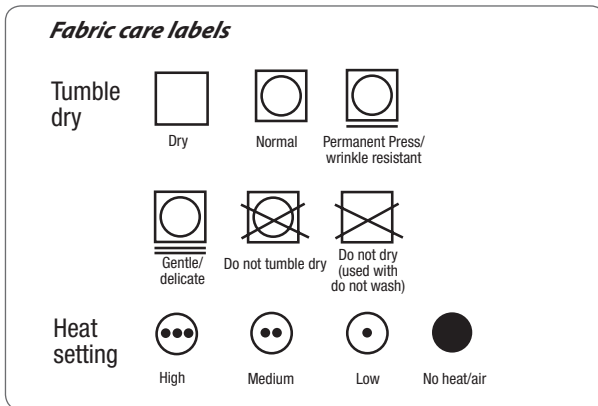 Fabric care labels
Tumble
dry
Dry
Normal
Permanent Press/
wrinkle resistant
Gentle/
delicate
Do not tumble dry
Do not dry
(used with
do not wash)
Heat
setting
High
Medium
Low
No heat/air